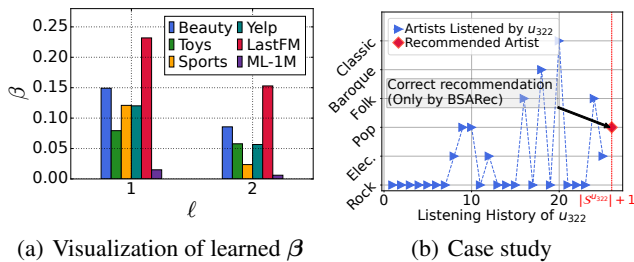 β
0.25
0.20
0.15
0.10
0.05
0.00
Beauty
Toys
Sports
Yelp
LastFM
ML-1M
1
2
ℓ
(a) Visualization of learned β
Classic
Baroque
Folk
Pop
Elec.
Rock
Artists Listened by u322
Recommended Artist
Correct recommendation
(Only by BSARec)
0
10
20
|S^u322| + 1
Listening History of u322
(b) Case study